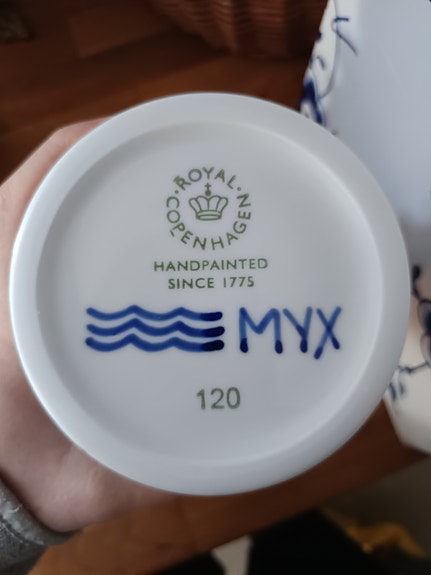 ROYAL
COPENHAGEN
HANDPAINTED
SINCE 1775
MYX
120